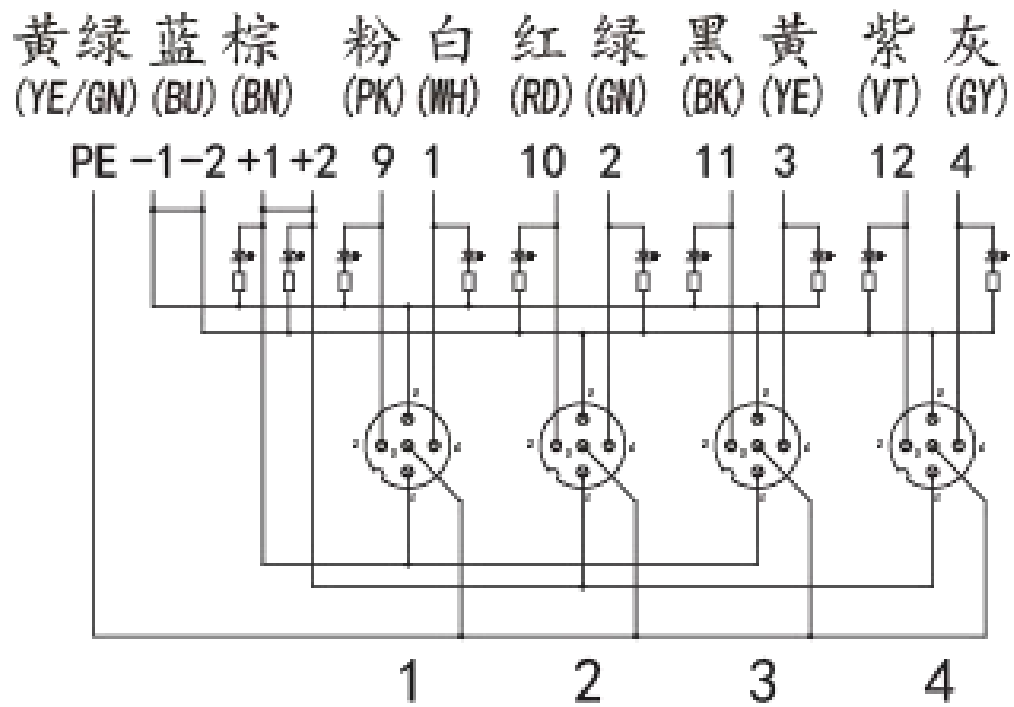 黄绿 蓝 棕 粉 白 红 绿 黑 黄 紫 灰
(YE/GN) (BU) (BN) (PK) (WH) (RD) (GN) (BK) (YE) (VT) (GY)
PE -1 -2 +1 +2 9 1 10 2 11 3 12 4
1 2 3 4